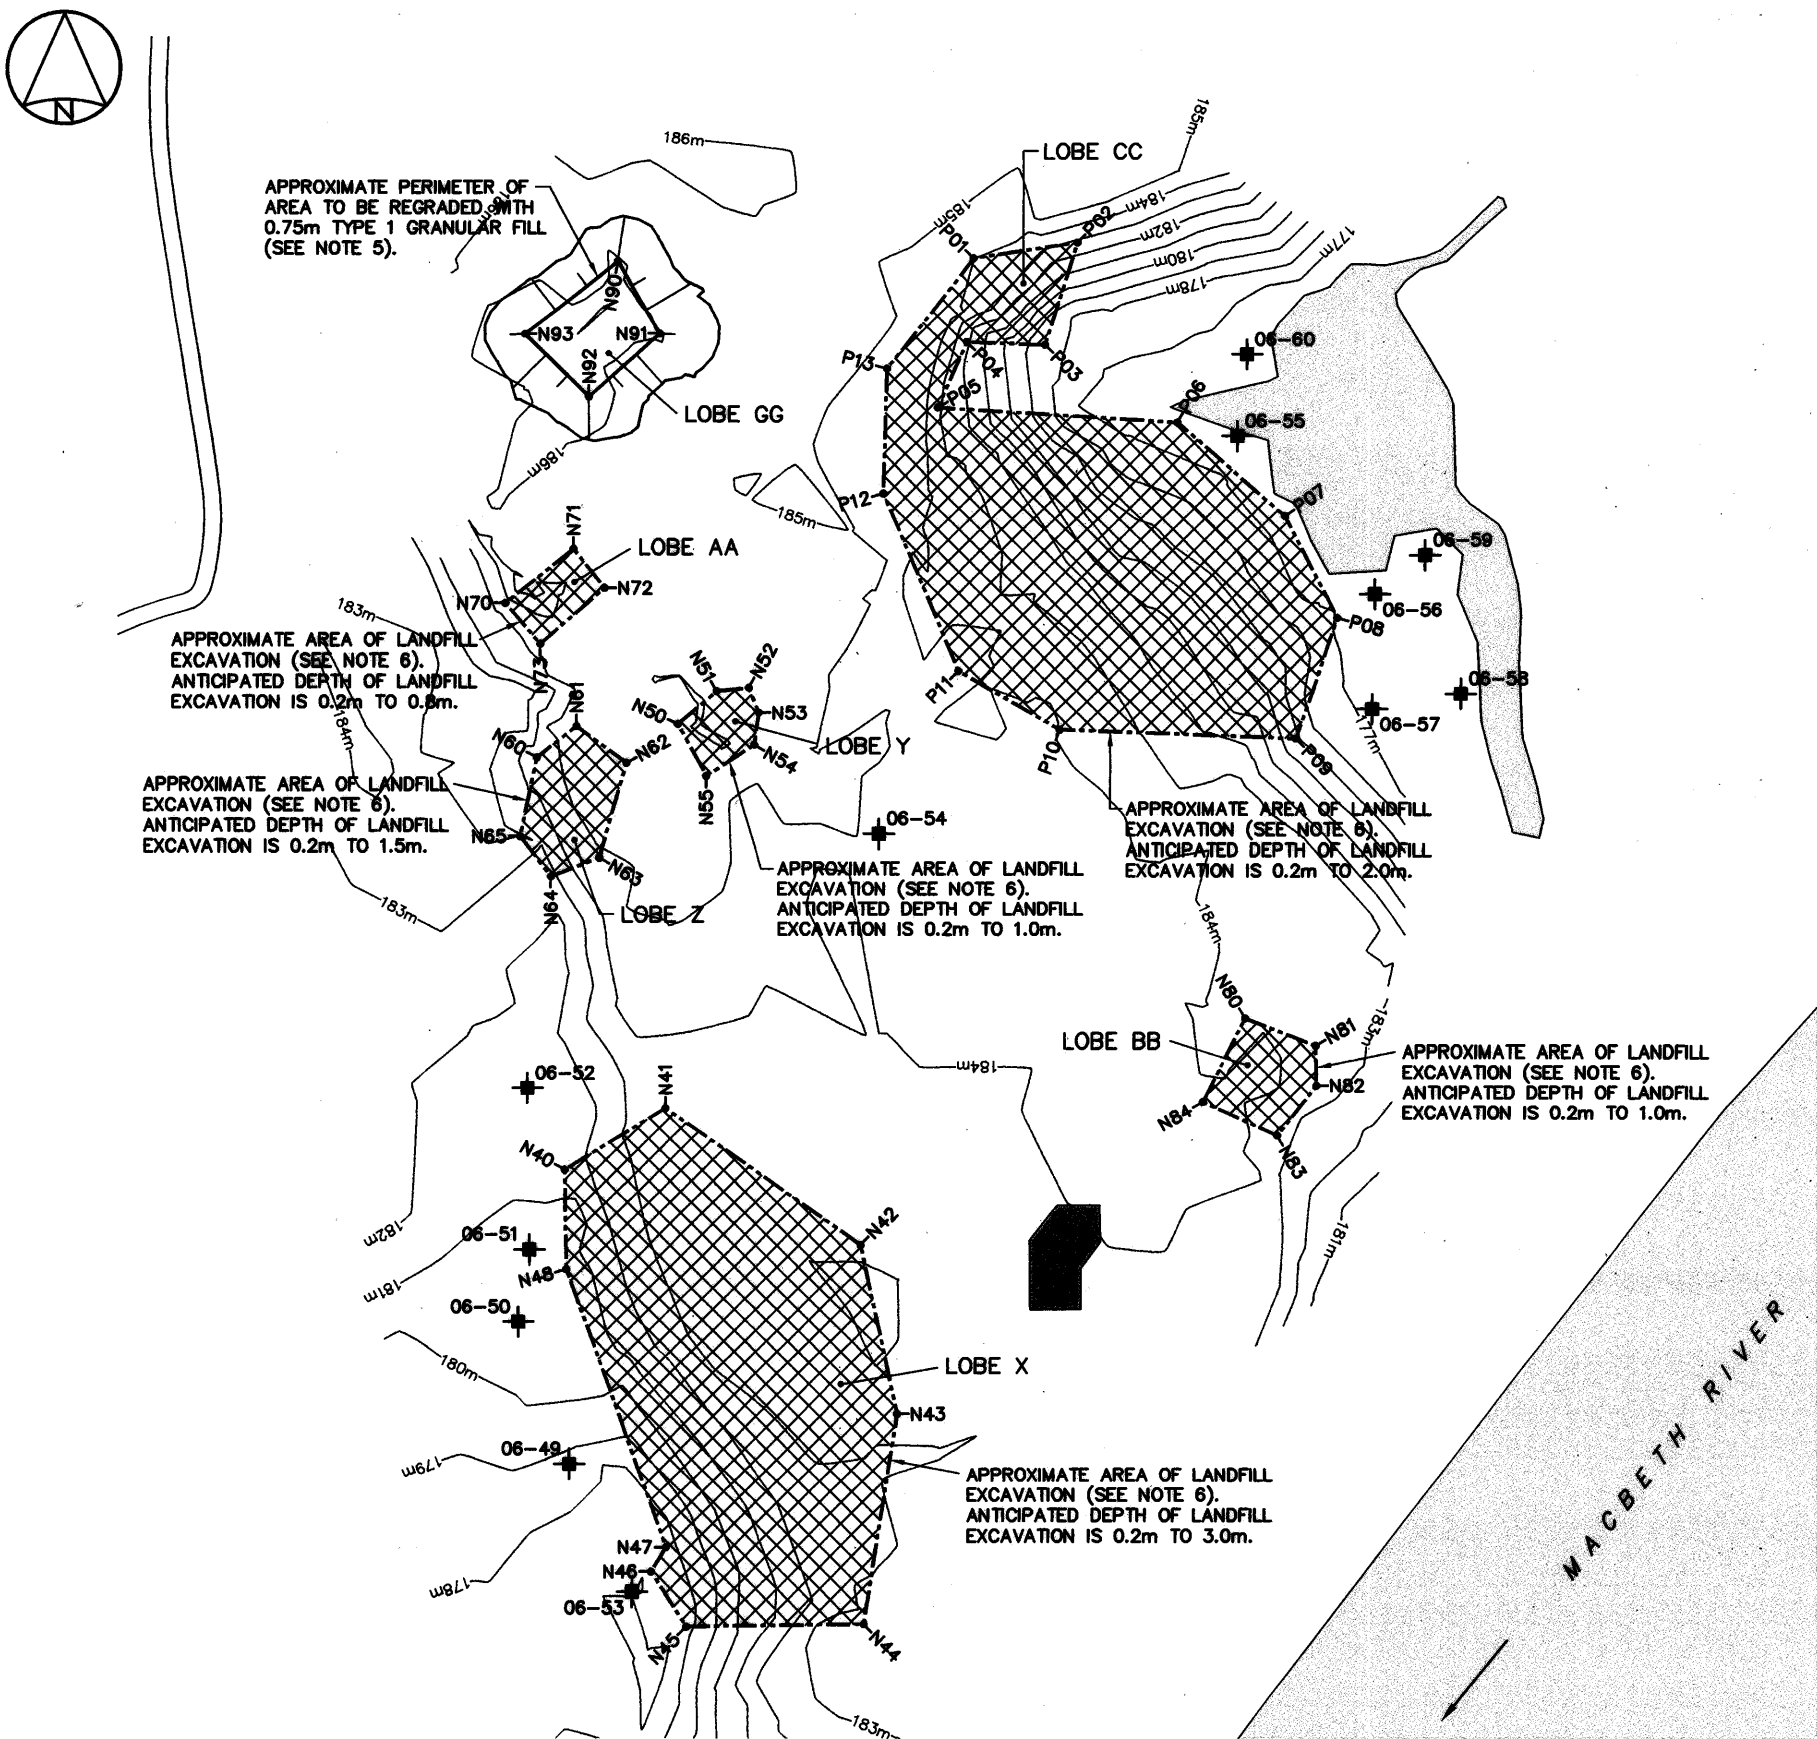 N
186m
185m
LOBE CC
APPROXIMATE PERIMETER OF
AREA TO BE REGRADED WITH
0.75m TYPE 1 GRANULAR FILL
(SEE NOTE 5).
186m
185m
184m
182m
180m
178m
177m
P01
P02
N90
N93
N91
N92
LOBE GG
P13
P04
P03
P05
P06
06-60
06-55
186m
P12
185m
P07
N71
LOBE AA
N70
N72
N73
06-59
06-56
183m
P08
APPROXIMATE AREA OF LANDFILL
EXCAVATION (SEE NOTE 6).
ANTICIPATED DEPTH OF LANDFILL
EXCAVATION IS 0.2m TO 0.8m.
184m
N61
N51
N52
N50
N53
N54
N55
LOBE Y
P11
P10
P09
06-58
06-57
177m
N60
N62
APPROXIMATE AREA OF LANDFILL
EXCAVATION (SEE NOTE 6).
ANTICIPATED DEPTH OF LANDFILL
EXCAVATION IS 0.2m TO 1.5m.
N65
N63
N64
LOBE Z
183m
06-54
APPROXIMATE AREA OF LANDFILL
EXCAVATION (SEE NOTE 6).
ANTICIPATED DEPTH OF LANDFILL
EXCAVATION IS 0.2m TO 1.0m.
APPROXIMATE AREA OF LANDFILL
EXCAVATION (SEE NOTE 6).
ANTICIPATED DEPTH OF LANDFILL
EXCAVATION IS 0.2m TO 2.0m.
184m
N80
LOBE BB
N81
183m
N82
N84
N83
APPROXIMATE AREA OF LANDFILL
EXCAVATION (SEE NOTE 6).
ANTICIPATED DEPTH OF LANDFILL
EXCAVATION IS 0.2m TO 1.0m.
184m
181m
06-52
N41
N40
182m
06-51
N48
N42
181m
06-50
180m
LOBE X
N43
06-49
179m
APPROXIMATE AREA OF LANDFILL
EXCAVATION (SEE NOTE 6).
ANTICIPATED DEPTH OF LANDFILL
EXCAVATION IS 0.2m TO 3.0m.
N47
N46
178m
06-53
N45
N44
183m
MACBETH RIVER